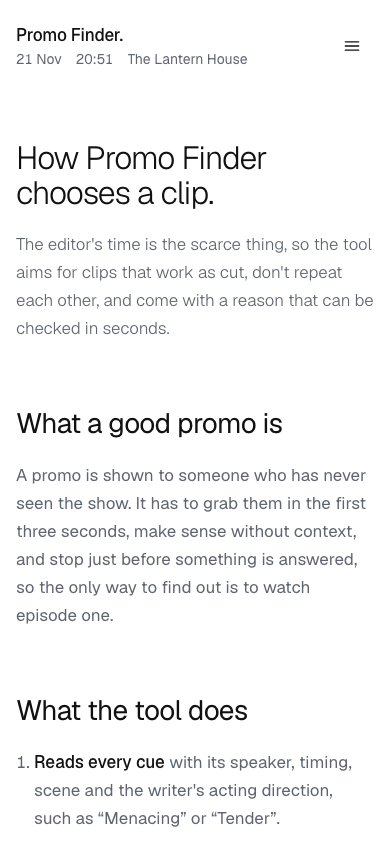 Promo Finder.
21 Nov 20:51 The Lantern House
How Promo Finder
chooses a clip.
The editor's time is the scarce thing, so the tool
aims for clips that work as cut, don't repeat
each other, and come with a reason that can be
checked in seconds.
What a good promo is
A promo is shown to someone who has never
seen the show. It has to grab them in the first
three seconds, make sense without context,
and stop just before something is answered,
so the only way to find out is to watch
episode one.
What the tool does
1. Reads every cue with its speaker, timing,
scene and the writer's acting direction,
such as “Menacing” or “Tender”.